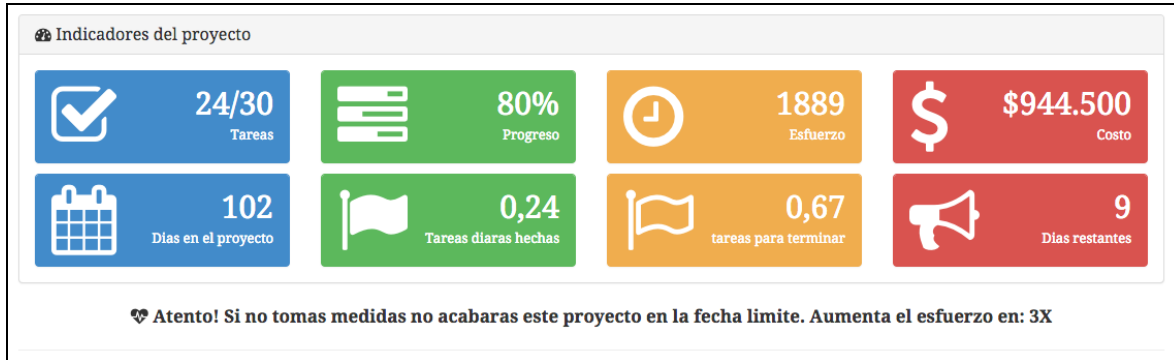 Indicadores del proyecto
24/30
Tareas
80%
Progreso
1889
Esfuerzo
$944.500
Costo
102
Dias en el proyecto
0,24
Tareas diaras hechas
0,67
tareas para terminar
9
Dias restantes
Atento! Si no tomas medidas no acabaras este proyecto en la fecha limite. Aumenta el esfuerzo en: 3X